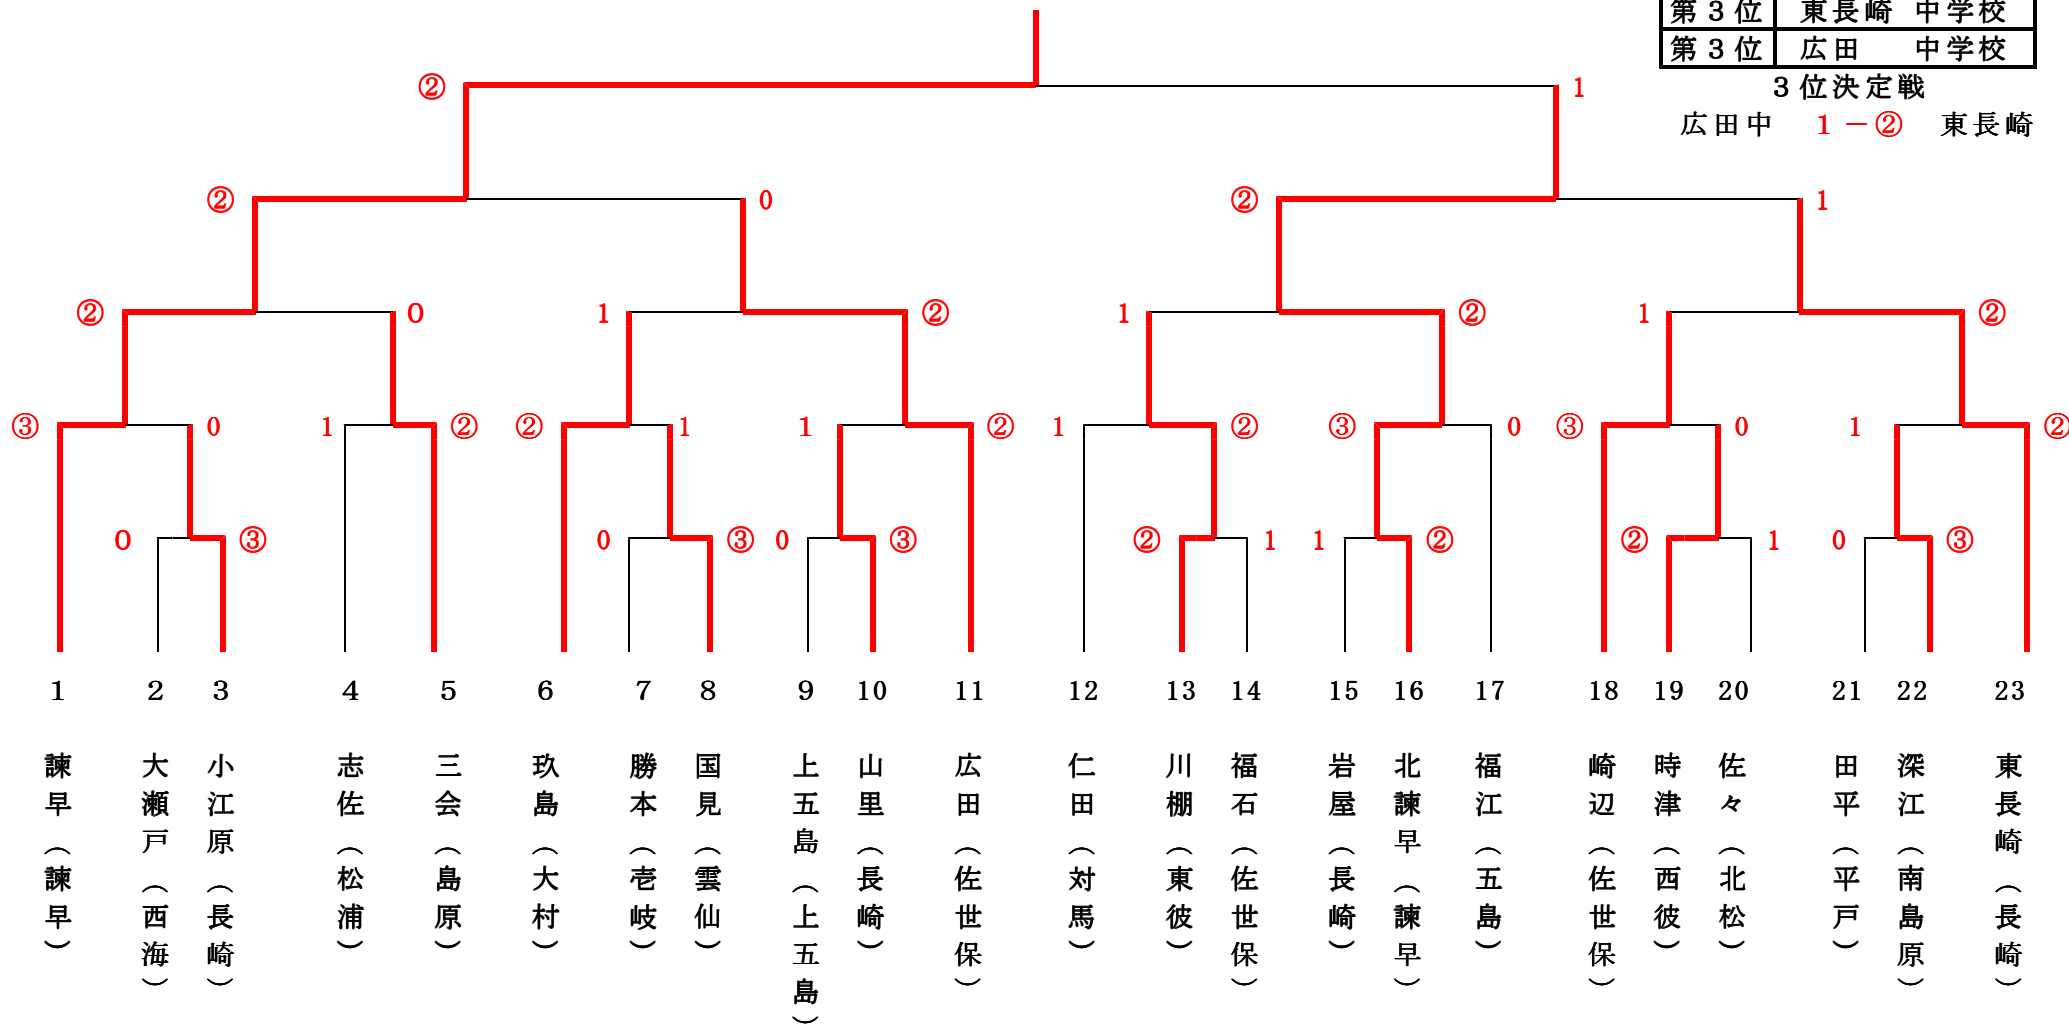 第３位 東長崎 中学校
第３位 広田 中学校
３位決定戦
広田中 1－② 東長崎
② 1
② 0 ② 1
② 0 1 ② 1 ② 1 ②
③ 0 1 ② ② 1 1 ② 1 ② ③ 0 ③ 0 1 ②
0 ③ 0 ③ 0 ③ ② 1 1 ② ② 1 0 ③
1 2 3 4 5 6 7 8 9 10 11 12 13 14 15 16 17 18 19 20 21 22 23
諫早（諫早）
大瀬戸（西海）
小江原（長崎）
志佐（松浦）
三会（島原）
玖島（大村）
勝本（壱岐）
国見（雲仙）
上五島（上五島）
山里（長崎）
広田（佐世保）
仁田（対馬）
川棚（東彼）
福石（佐世保）
岩屋（長崎）
北諫早（諫早）
福江（五島）
崎辺（佐世保）
時津（西彼）
佐々（北松）
田平（平戸）
深江（南島原）
東長崎（長崎）